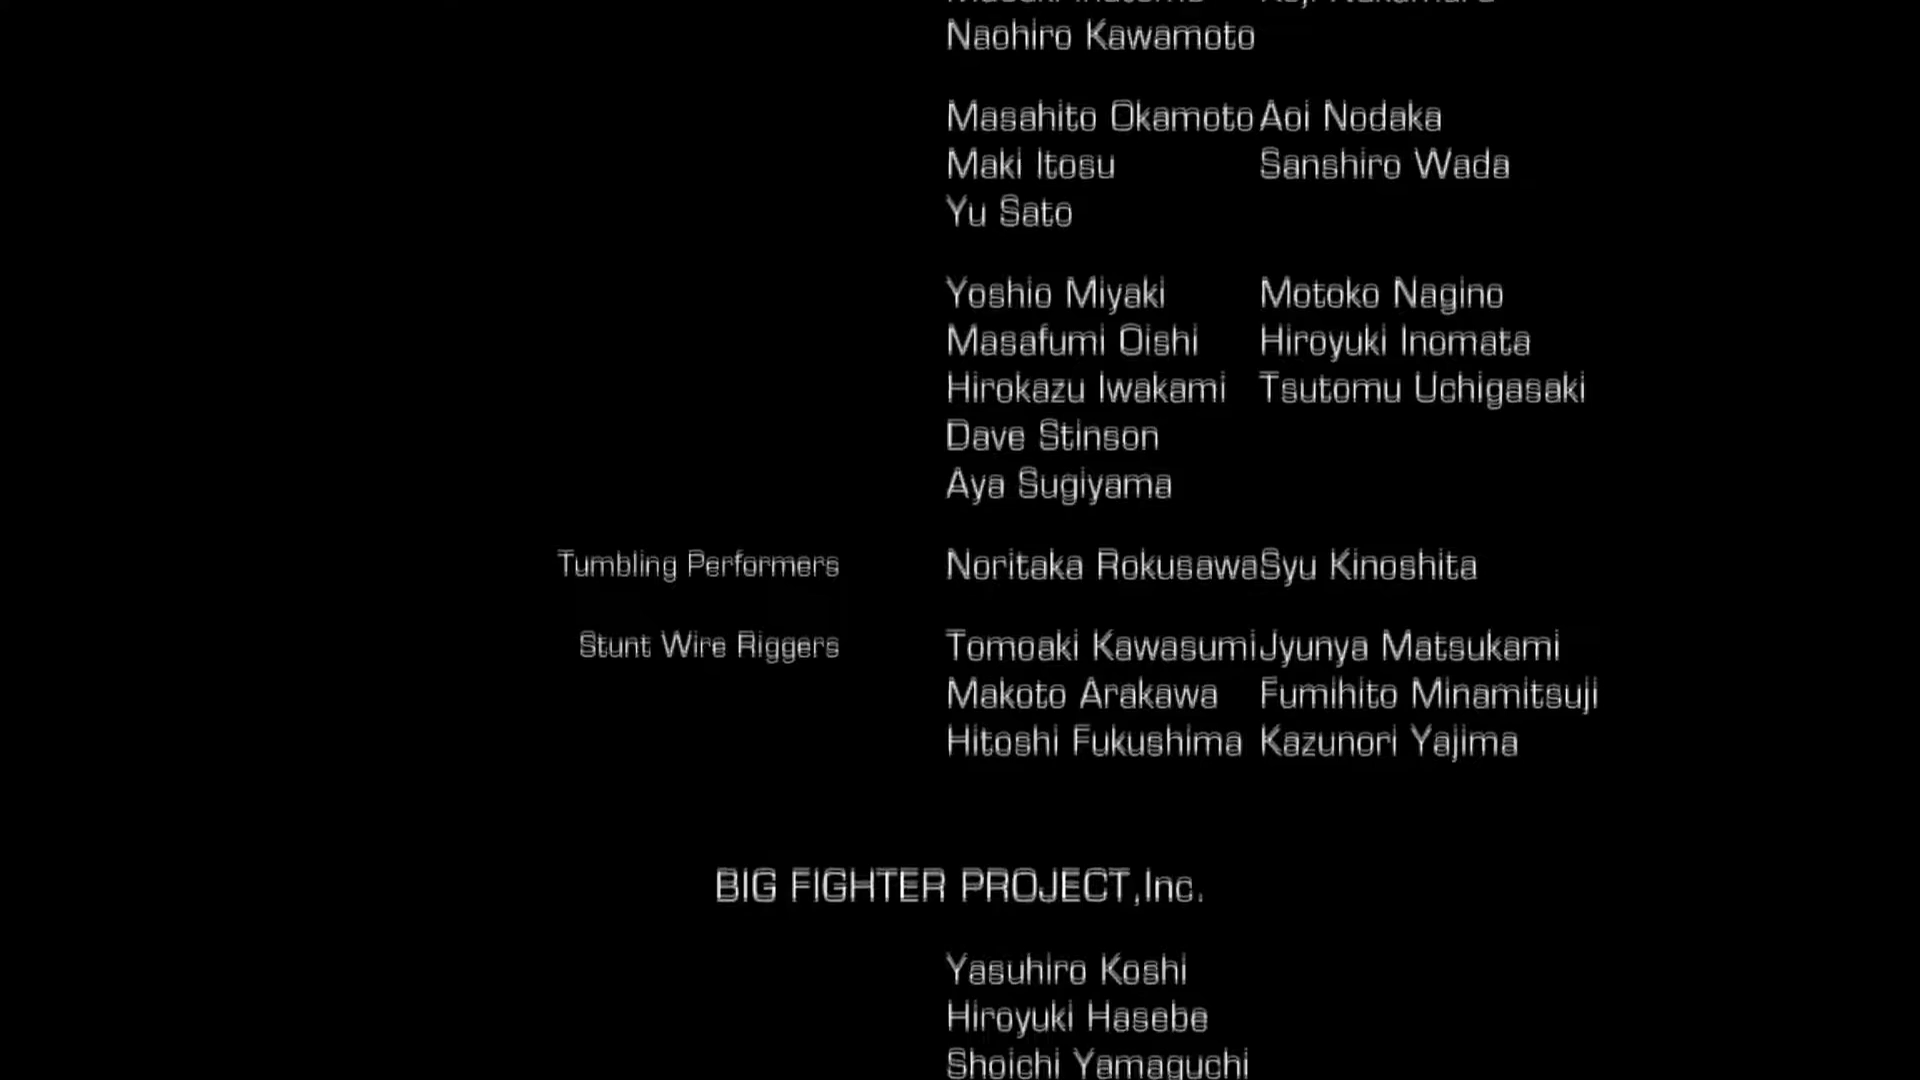 Naohiro Kawamoto
Masahito Okamoto Aoi Nodaka
Maki Itosu Sanshiro Wada
Yu Sato
Yoshio Miyaki Motoko Nagino
Masafumi Oishi Hiroyuki Inomata
Hirokazu Iwakami Tsutomu Uchigasaki
Dave Stinson
Aya Sugiyama
Tumbling Performers Noritaka Rokusawa Syu Kinoshita
Stunt Wire Riggers Tomoaki Kawasumi Jyunya Matsukami
Makoto Arakawa Fumihito Minamitsuji
Hitoshi Fukushima Kazunori Yajima
BIG FIGHTER PROJECT,Inc.
Yasuhiro Koshi
Hiroyuki Hasebe
Shoichi Yamaguchi